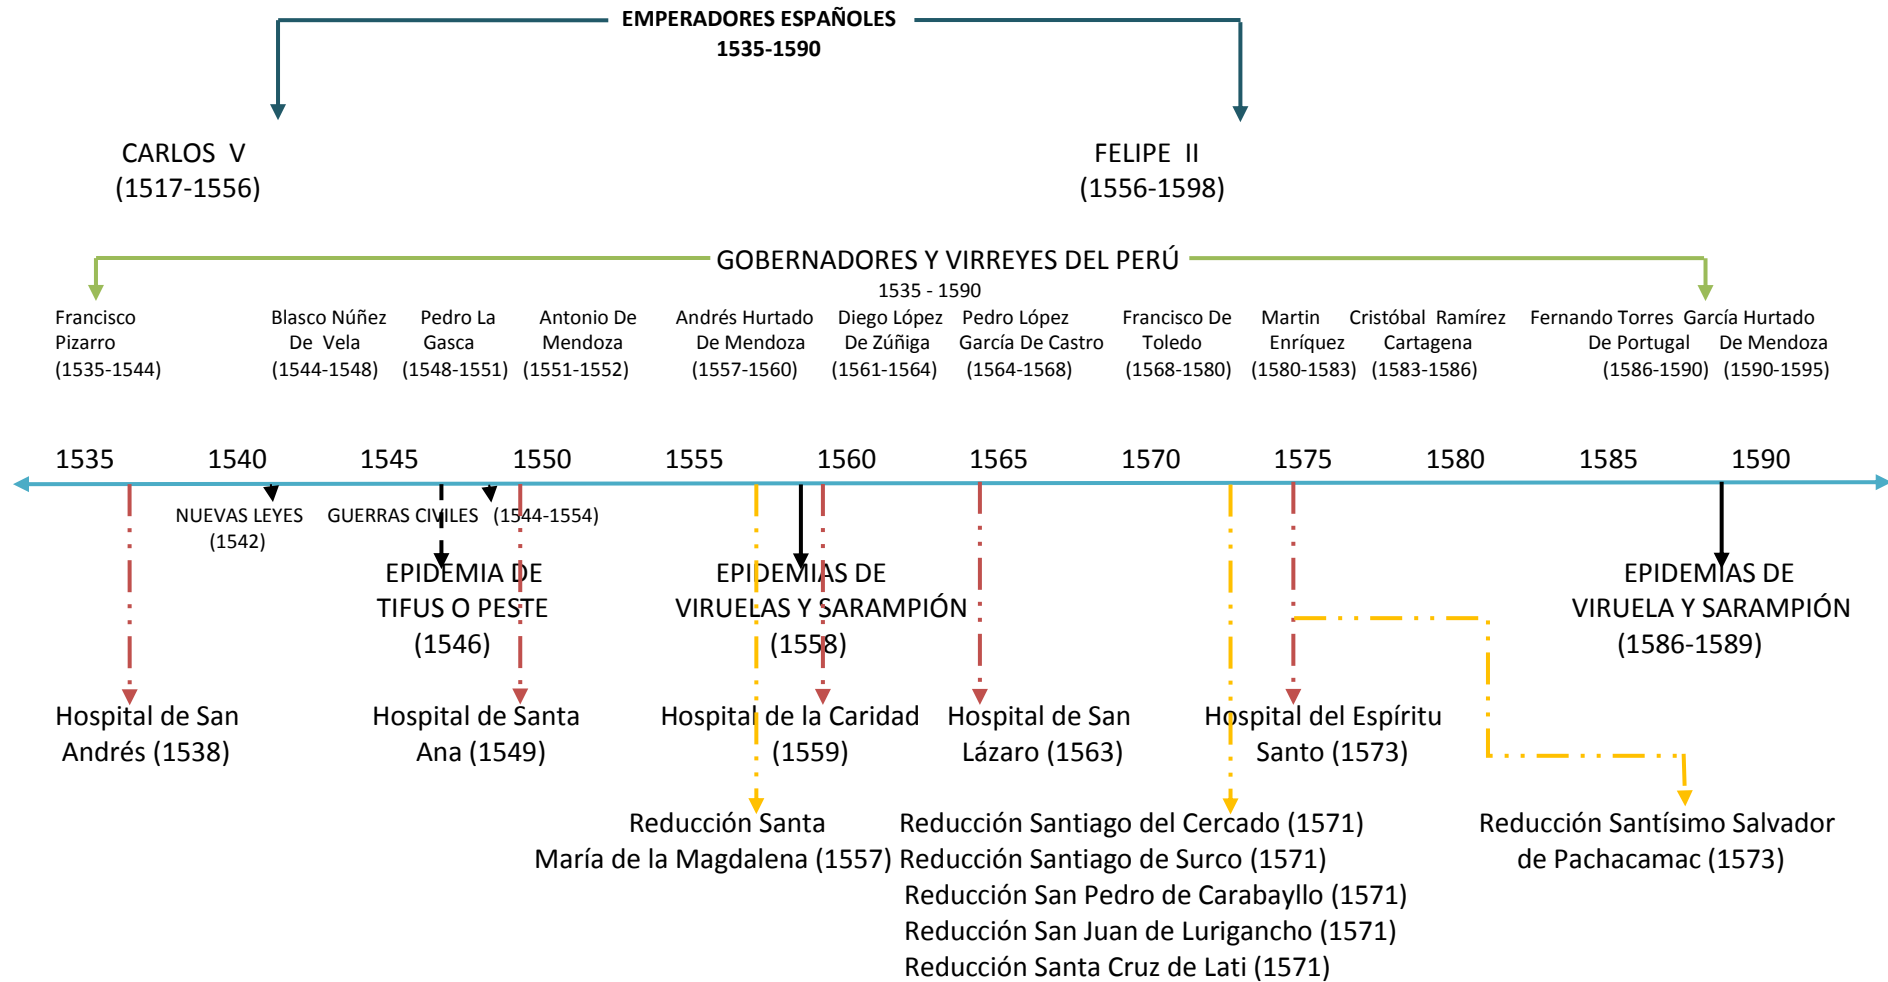 EMPERADORES ESPAÑOLES
1535-1590
CARLOS V
(1517-1556)
FELIPE II
(1556-1598)
GOBERNADORES Y VIRREYES DEL PERÚ
1535 - 1590
Francisco
Pizarro
(1535-1544)
Blasco Núñez
De Vela
(1544-1548)
Pedro La
Gasca
(1548-1551)
Antonio De
Mendoza
(1551-1552)
Andrés Hurtado
De Mendoza
(1557-1560)
Diego López
De Zúñiga
(1561-1564)
Pedro López
García De Castro
(1564-1568)
Francisco De
Toledo
(1568-1580)
Martin
Enríquez
(1580-1583)
Cristóbal Ramírez
Cartagena
(1583-1586)
Fernando Torres
De Portugal
(1586-1590)
García Hurtado
De Mendoza
(1590-1595)
1535 1540 1545 1550 1555 1560 1565 1570 1575 1580 1585 1590
NUEVAS LEYES
(1542)
GUERRAS CIVILES (1544-1554)
EPIDEMIA DE
TIFUS O PESTE
(1546)
EPIDEMIAS DE
VIRUELAS Y SARAMPIÓN
(1558)
EPIDEMIAS DE
VIRUELA Y SARAMPIÓN
(1586-1589)
Hospital de San
Andrés (1538)
Hospital de Santa
Ana (1549)
Hospital de la Caridad
(1559)
Hospital de San
Lázaro (1563)
Hospital del Espíritu
Santo (1573)
Reducción Santa
María de la Magdalena (1557)
Reducción Santiago del Cercado (1571)
Reducción Santiago de Surco (1571)
Reducción San Pedro de Carabayllo (1571)
Reducción San Juan de Lurigancho (1571)
Reducción Santa Cruz de Lati (1571)
Reducción Santísimo Salvador
de Pachacamac (1573)